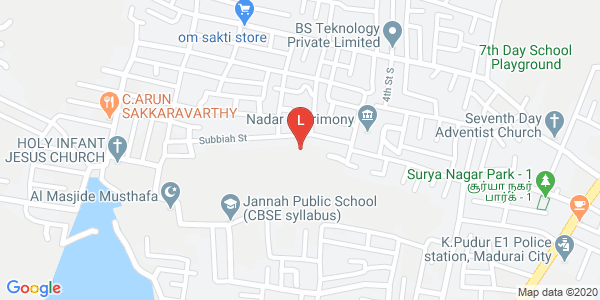 BS Teknology
Private Limited
om sakti store
7th Day School
Playground
4th St S
C.ARUN
SAKKARAVARTHY
L
Nadar
rimony
Seventh Day
Adventist Church
Subbiah St
HOLY INFANT
JESUS CHURCH
Surya Nagar Park - 1
சூர்யா நகர்
பார்க் - 1
Al Masjide Musthafa
Jannah Public School
(CBSE syllabus)
K.Pudur E1 Police
station, Madurai City
Google
Map data ©2020